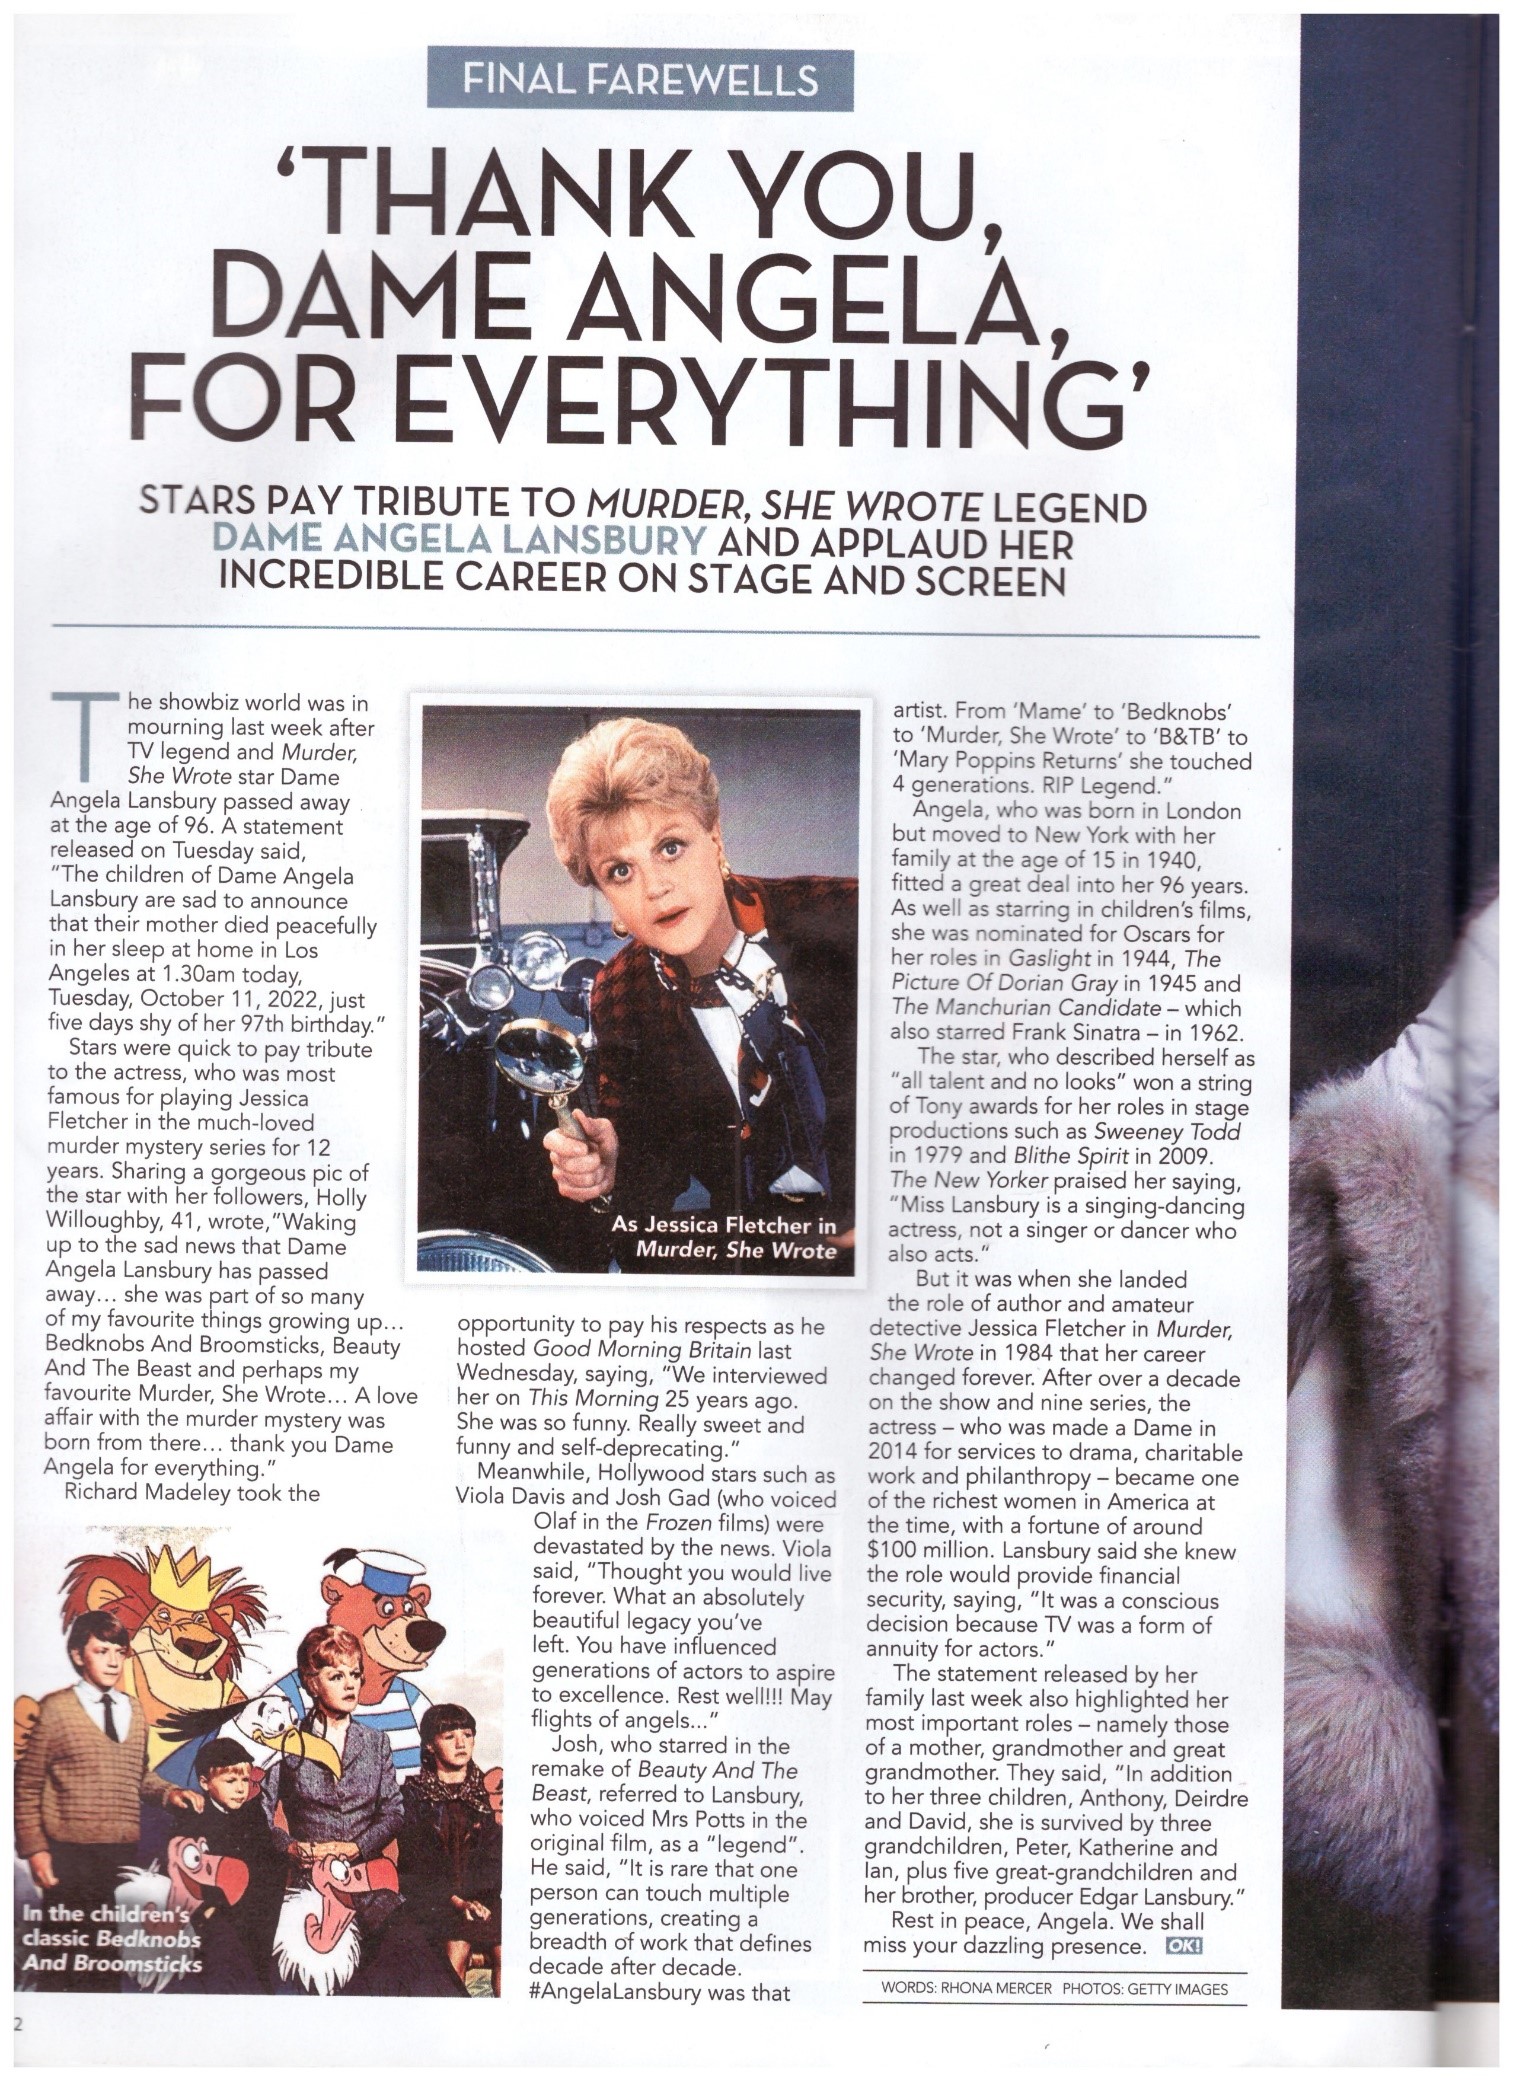 FINAL FAREWELLS
‘THANK YOU,
DAME ANGELA,
FOR EVERYTHING’
STARS PAY TRIBUTE TO MURDER, SHE WROTE LEGEND
DAME ANGELA LANSBURY AND APPLAUD HER
INCREDIBLE CAREER ON STAGE AND SCREEN
The showbiz world was in
mourning last week after
TV legend and Murder,
She Wrote star Dame
Angela Lansbury passed away
at the age of 96. A statement
released on Tuesday said,
“The children of Dame Angela
Lansbury are sad to announce
that their mother died peacefully
in her sleep at home in Los
Angeles at 1.30am today,
Tuesday, October 11, 2022, just
five days shy of her 97th birthday.”
Stars were quick to pay tribute
to the actress, who was most
famous for playing Jessica
Fletcher in the much-loved
murder mystery series for 12
years. Sharing a gorgeous pic of
the star with her followers, Holly
Willoughby, 41, wrote,“Waking
up to the sad news that Dame
Angela Lansbury has passed
away... she was part of so many
of my favourite things growing up...
Bedknobs And Broomsticks, Beauty
And The Beast and perhaps my
favourite Murder, She Wrote... A love
affair with the murder mystery was
born from there... thank you Dame
Angela for everything.”
Richard Madeley took the
In the children’s
classic Bedknobs
And Broomsticks
As Jessica Fletcher in
Murder, She Wrote
opportunity to pay his respects as he
hosted Good Morning Britain last
Wednesday, saying, “We interviewed
her on This Morning 25 years ago.
She was so funny. Really sweet and
funny and self-deprecating.”
Meanwhile, Hollywood stars such as
Viola Davis and Josh Gad (who voiced
Olaf in the Frozen films) were
devastated by the news. Viola
said, “Thought you would live
forever. What an absolutely
beautiful legacy you’ve
left. You have influenced
generations of actors to aspire
to excellence. Rest well!!! May
flights of angels...”
Josh, who starred in the
remake of Beauty And The
Beast, referred to Lansbury,
who voiced Mrs Potts in the
original film, as a “legend”.
He said, “It is rare that one
person can touch multiple
generations, creating a
breadth of work that defines
decade after decade.
#AngelaLansbury was that
artist. From ‘Mame’ to ‘Bedknobs’
to ‘Murder, She Wrote’ to ‘B&TB’ to
‘Mary Poppins Returns’ she touched
4 generations. RIP Legend.”
Angela, who was born in London
but moved to New York with her
family at the age of 15 in 1940,
fitted a great deal into her 96 years.
As well as starring in children’s films,
she was nominated for Oscars for
her roles in Gaslight in 1944, The
Picture Of Dorian Gray in 1945 and
The Manchurian Candidate – which
also starred Frank Sinatra – in 1962.
The star, who described herself as
“all talent and no looks” won a string
of Tony awards for her roles in stage
productions such as Sweeney Todd
in 1979 and Blithe Spirit in 2009.
The New Yorker praised her saying,
“Miss Lansbury is a singing-dancing
actress, not a singer or dancer who
also acts.”
But it was when she landed
the role of author and amateur
detective Jessica Fletcher in Murder,
She Wrote in 1984 that her career
changed forever. After over a decade
on the show and nine series, the
actress – who was made a Dame in
2014 for services to drama, charitable
work and philanthropy – became one
of the richest women in America at
the time, with a fortune of around
$100 million. Lansbury said she knew
the role would provide financial
security, saying, “It was a conscious
decision because TV was a form of
annuity for actors.”
The statement released by her
family last week also highlighted her
most important roles – namely those
of a mother, grandmother and great
grandmother. They said, “In addition
to her three children, Anthony, Deirdre
and David, she is survived by three
grandchildren, Peter, Katherine and
Ian, plus five great-grandchildren and
her brother, producer Edgar Lansbury.”
Rest in peace, Angela. We shall
miss your dazzling presence. OK!
WORDS: RHONA MERCER PHOTOS: GETTY IMAGES
2